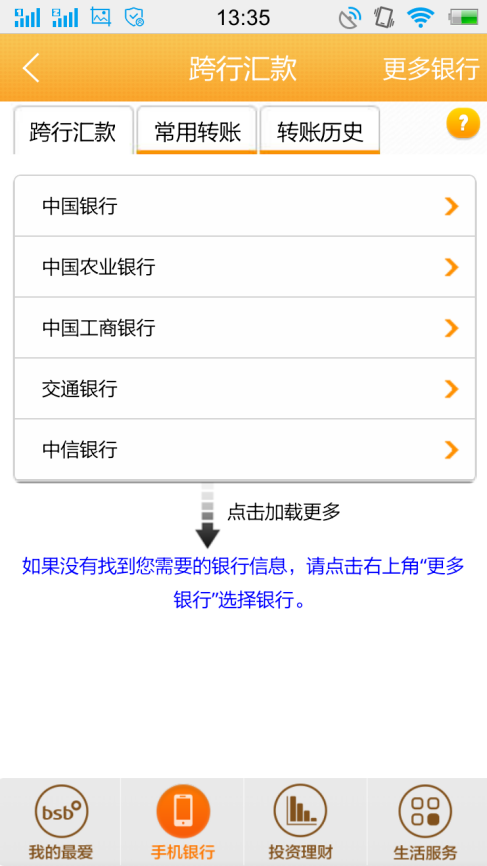 13:35
跨行汇款
更多银行
跨行汇款 常用转账 转账历史 ?
中国银行
中国农业银行
中国工商银行
交通银行
中信银行
点击加载更多
如果没有找到您需要的银行信息，请点击右上角“更多
银行”选择银行。
bsb
我的最爱 手机银行 投资理财 生活服务